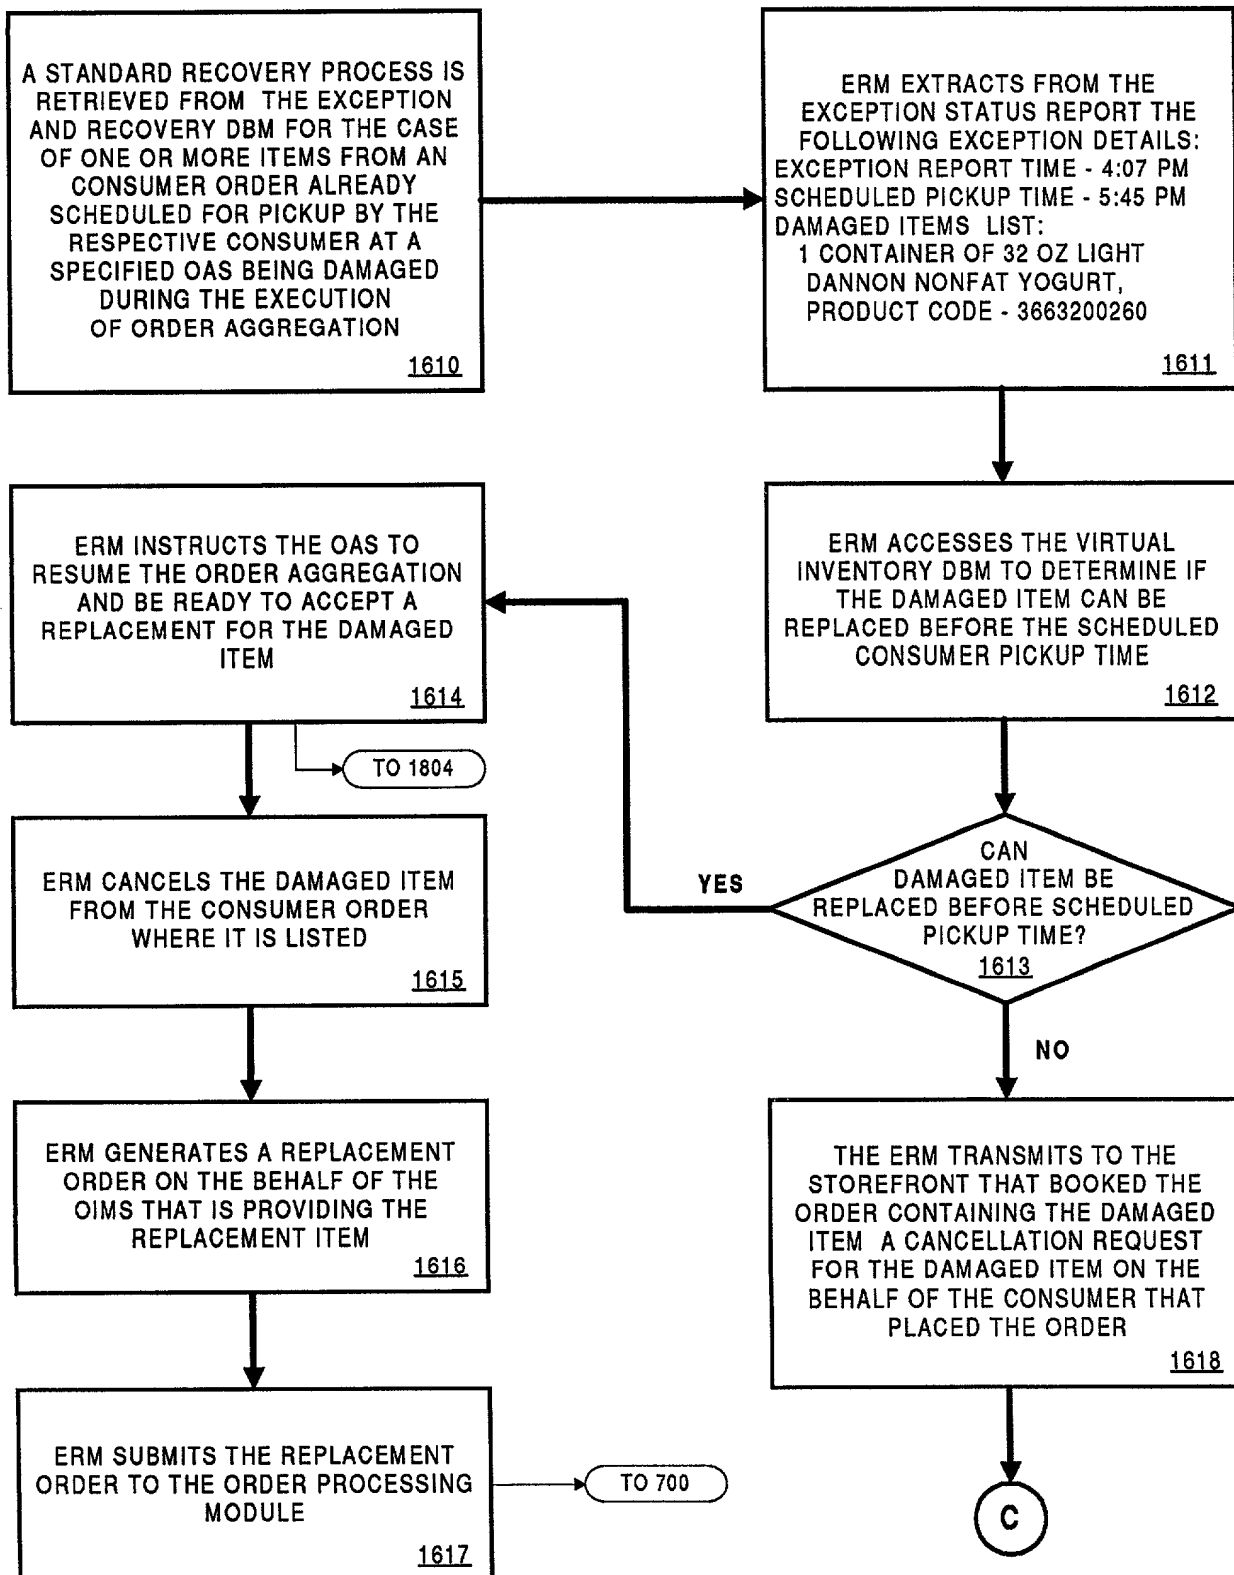 A STANDARD RECOVERY PROCESS IS
RETRIEVED FROM THE EXCEPTION
AND RECOVERY DBM FOR THE CASE
OF ONE OR MORE ITEMS FROM AN
CONSUMER ORDER ALREADY
SCHEDULED FOR PICKUP BY THE
RESPECTIVE CONSUMER AT A
SPECIFIED OAS BEING DAMAGED
DURING THE EXECUTION
OF ORDER AGGREGATION
1610
ERM EXTRACTS FROM THE
EXCEPTION STATUS REPORT THE
FOLLOWING EXCEPTION DETAILS:
EXCEPTION REPORT TIME - 4:07 PM
SCHEDULED PICKUP TIME - 5:45 PM
DAMAGED ITEMS LIST:
1 CONTAINER OF 32 OZ LIGHT
DANNON NONFAT YOGURT,
PRODUCT CODE - 3663200260
1611
ERM ACCESSES THE VIRTUAL
INVENTORY DBM TO DETERMINE IF
THE DAMAGED ITEM CAN BE
REPLACED BEFORE THE SCHEDULED
CONSUMER PICKUP TIME
1612
CAN
DAMAGED ITEM BE
REPLACED BEFORE SCHEDULED
PICKUP TIME?
1613
YES
NO
ERM INSTRUCTS THE OAS TO
RESUME THE ORDER AGGREGATION
AND BE READY TO ACCEPT A
REPLACEMENT FOR THE DAMAGED
ITEM
1614
TO 1804
ERM CANCELS THE DAMAGED ITEM
FROM THE CONSUMER ORDER
WHERE IT IS LISTED
1615
ERM GENERATES A REPLACEMENT
ORDER ON THE BEHALF OF THE
OIMS THAT IS PROVIDING THE
REPLACEMENT ITEM
1616
ERM SUBMITS THE REPLACEMENT
ORDER TO THE ORDER PROCESSING
MODULE
1617
TO 700
THE ERM TRANSMITS TO THE
STOREFRONT THAT BOOKED THE
ORDER CONTAINING THE DAMAGED
ITEM A CANCELLATION REQUEST
FOR THE DAMAGED ITEM ON THE
BEHALF OF THE CONSUMER THAT
PLACED THE ORDER
1618
C